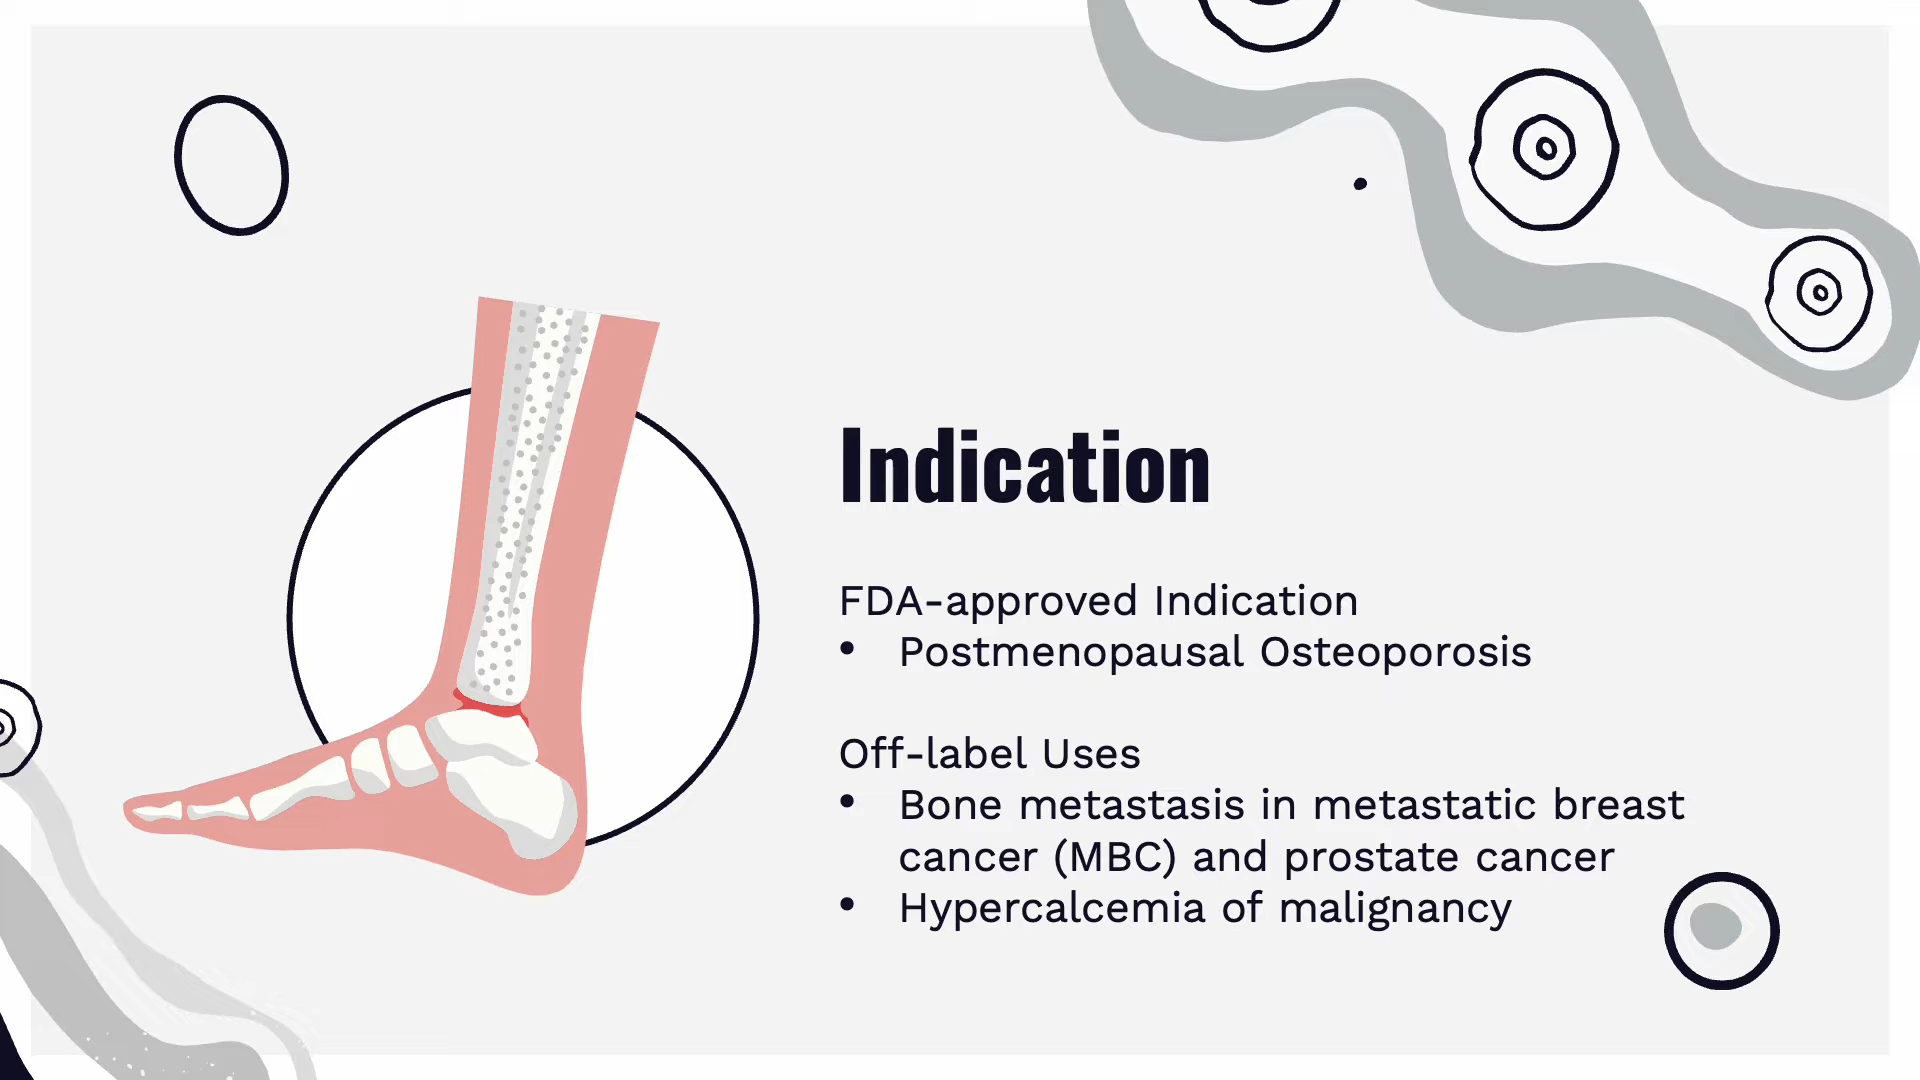 Indication
FDA-approved Indication
• Postmenopausal Osteoporosis
Off-label Uses
• Bone metastasis in metastatic breast
cancer (MBC) and prostate cancer
• Hypercalcemia of malignancy